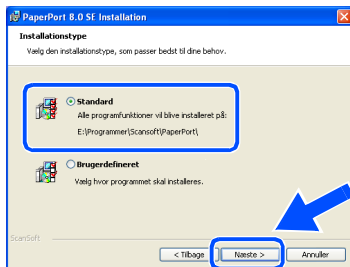 PaperPort 8.0 SE Installation
Installationstype
Vælg den installationstype, som passer bedst til dine behov.
Standard
Alle programfunktioner vil blive installeret på:
E:\Programmer\Scansoft\PaperPort\
Brugerdefineret
Vælg hvor programmet skal installeres.
ScanSoft
< Tilbage
Næste >
Annuller